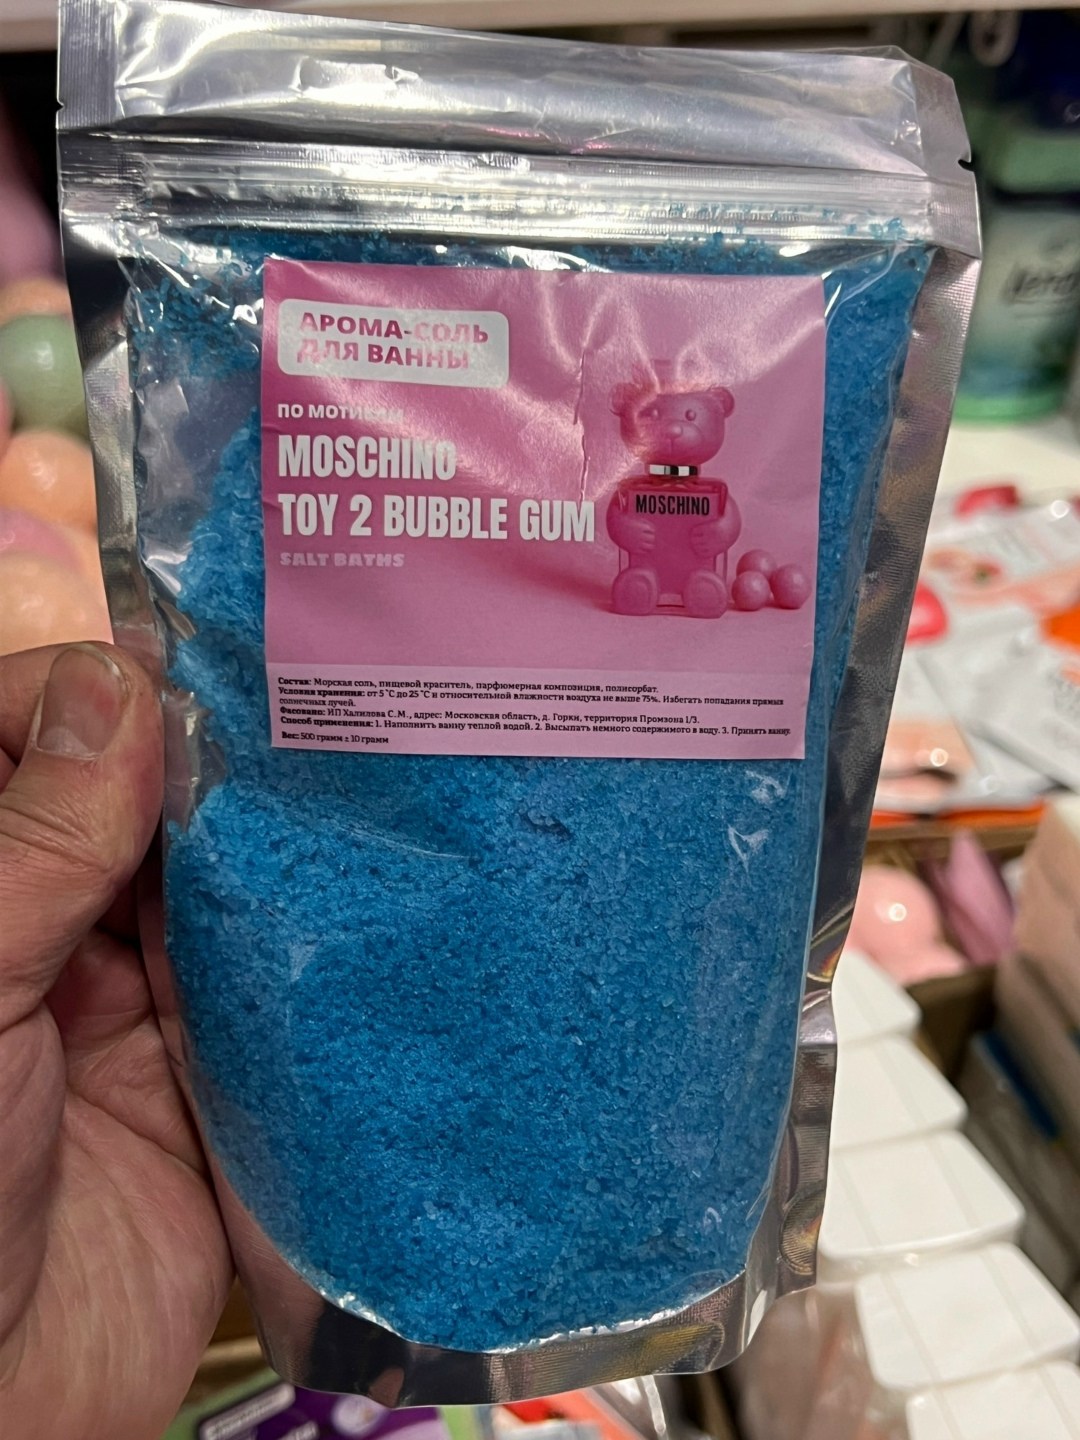 АРОМА-СОЛЬ
ДЛЯ ВАННЫ
ПО МОТИВАМ
MOSCHINO
TOY 2 BUBBLE GUM
SALT BATHS
MOSCHINO
Состав: Морская соль, пищевой краситель, парфюмерная композиция, полисорбат.
Условия хранения: от 5 °С до 25 °С и относительной влажности воздуха не выше 75%. Избегать попадания прямых
солнечных лучей.
Фасовано: ИП Халилова С.М., адрес: Московская область, д. Горки, территория Промзона 1/3.
Способ применения: 1. Наполнить ванну теплой водой. 2. Высыпать немного содержимого в воду. 3. Принять ванну.
Вес: 500 грамм ± 10 грамм